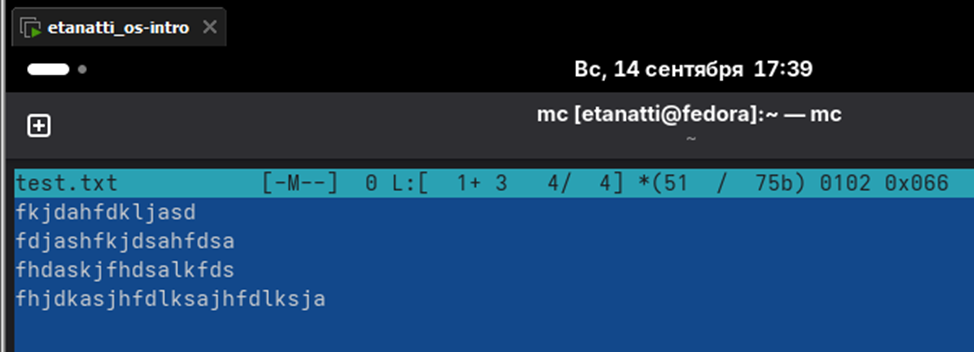 etanatti_os-intro
Вс, 14 сентября 17:39
mc [etanatti@fedora]:~ — mc
~
test.txt [-M--] 0 L:[ 1+ 3 4/ 4] *(51 / 75b) 0102 0x066
fkjdahfdkljasd
fdjashfkjdsahfdsa
fhdaskjfhdsalkfds
fhjdkasjhfdlksajhfdlksja